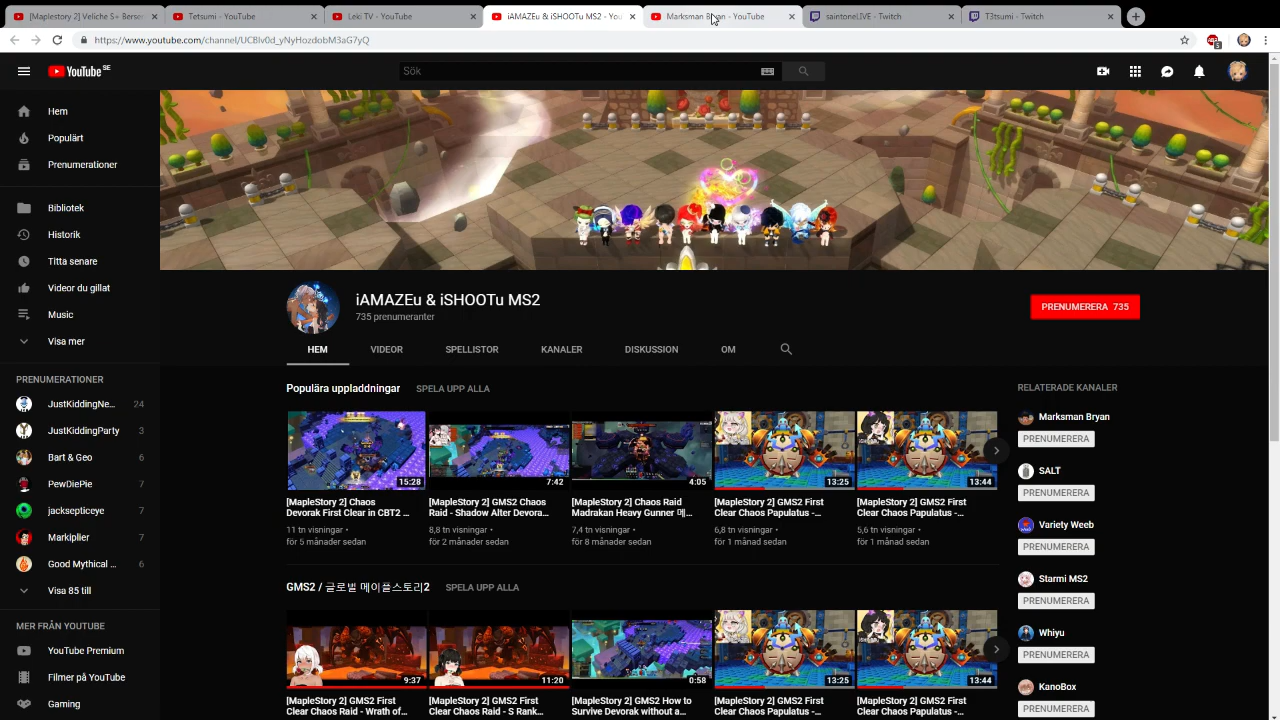 [Maplestory 2] Veliche S+ Berser
Tetsumi - YouTube
Leki TV - YouTube
iAMAZEu & iSHOOTu MS2 - You
Marksman Bryan - YouTube
saintoneLIVE - Twitch
T3tsumi - Twitch
https://www.youtube.com/channel/UCBlv0d_yNyHozdobM3aG7yQ
YouTube SE
Sök
Hem
Populärt
Prenumerationer
Bibliotek
Historik
Titta senare
Videor du gillat
Music
Visa mer
PRENUMERATIONER
JustKiddingNe... 24
JustKiddingParty 3
Bart & Geo 6
PewDiePie 7
jacksepticeye 7
Markiplier 7
Good Mythical ... 6
Visa 85 till
MER FRÅN YOUTUBE
YouTube Premium
Filmer på YouTube
Gaming
iAMAZEu & iSHOOTu MS2
735 prenumeranter
PRENUMERERA 735
HEM VIDEOR SPELLISTOR KANALER DISKUSSION OM
Populära uppladdningar SPELA UPP ALLA
15:28
[MapleStory 2] Chaos
Devorak First Clear in CBT2 ...
11 tn visningar •
för 5 månader sedan
7:42
[MapleStory 2] GMS2 Chaos
Raid - Shadow Alter Devora...
8,8 tn visningar •
för 2 månader sedan
4:05
[MapleStory 2] Chaos Raid
Madrakan Heavy Gunner 메...
7,4 tn visningar •
för 8 månader sedan
13:25
[MapleStory 2] GMS2 First
Clear Chaos Papulatus -...
6,8 tn visningar •
för 1 månad sedan
13:44
[MapleStory 2] GMS2 First
Clear Chaos Papulatus -...
5,6 tn visningar •
för 1 månad sedan
GMS2 / 글로벌 메이플스토리2 SPELA UPP ALLA
9:37
[MapleStory 2] GMS2 First
Clear Chaos Raid - Wrath of...
11:20
[MapleStory 2] GMS2 First
Clear Chaos Raid - S Rank...
0:58
[MapleStory 2] GMS2 How to
Survive Devorak without a...
13:25
[MapleStory 2] GMS2 First
Clear Chaos Papulatus -...
13:44
[MapleStory 2] GMS2 First
Clear Chaos Papulatus -...
RELATERADE KANALER
Marksman Bryan
PRENUMERERA
SALT
PRENUMERERA
Variety Weeb
PRENUMERERA
Starmi MS2
PRENUMERERA
Whiyu
PRENUMERERA
KanoBox
PRENUMERERA